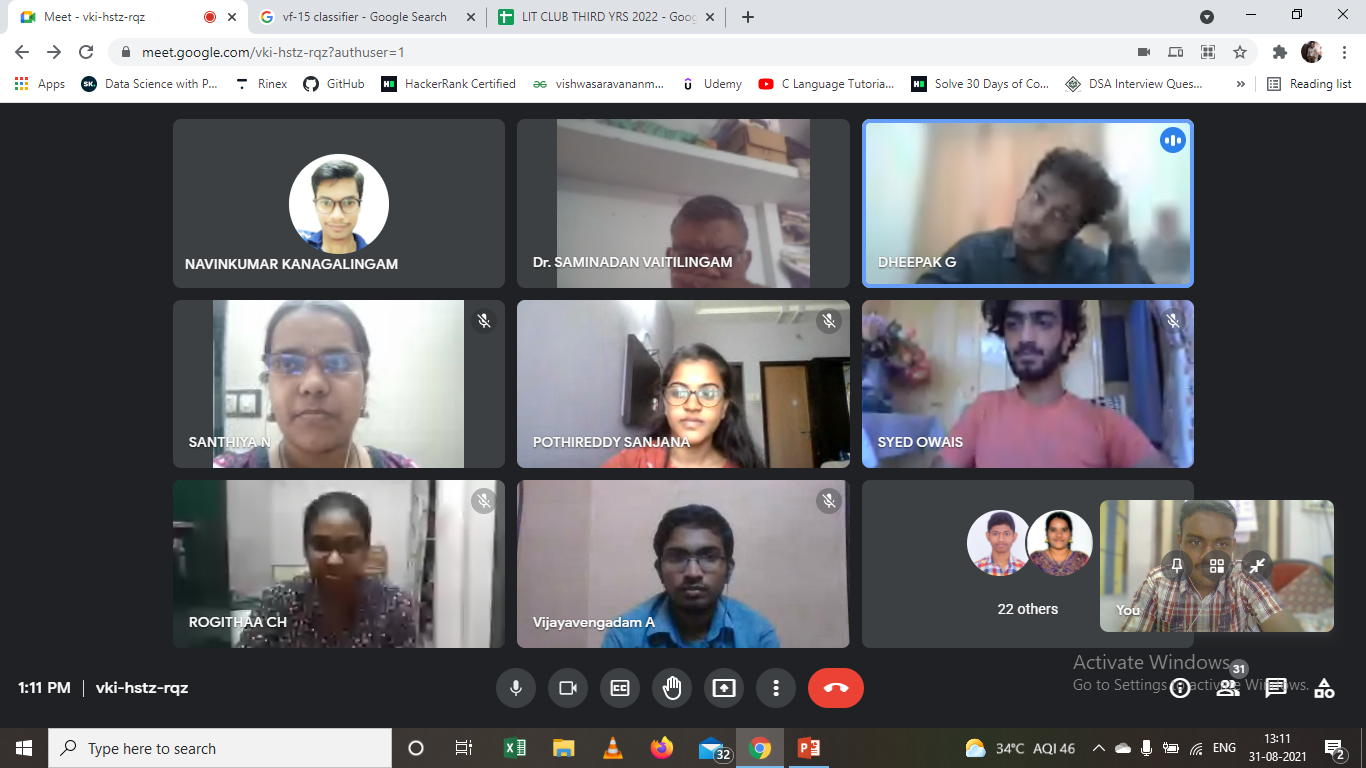 Meet - vki-hstz-rqz
vf-15 classifier - Google Search
LIT CLUB THIRD YRS 2022 - Goog
meet.google.com/vki-hstz-rqz?authuser=1
Apps
SK.
Data Science with P...
Rinex
GitHub
HackerRank Certified
vishwasaravananm...
Udemy
C Language Tutoria...
Solve 30 Days of Co...
DSA Interview Ques...
»
Reading list
NAVINKUMAR KANAGALINGAM
Dr. SAMINADAN VAITILINGAM
DHEEPAK G
SANTHIYA N
POTHIREDDY SANJANA
SYED OWAIS
ROGITHAA CH
Vijayavengadam A
22 others
You
Activate Windows
Go to Settings to activate Windows.
1:11 PM | vki-hstz-rqz
CC
31
Type here to search
32
34°C AQI 46
ENG
13:11
31-08-2021
2